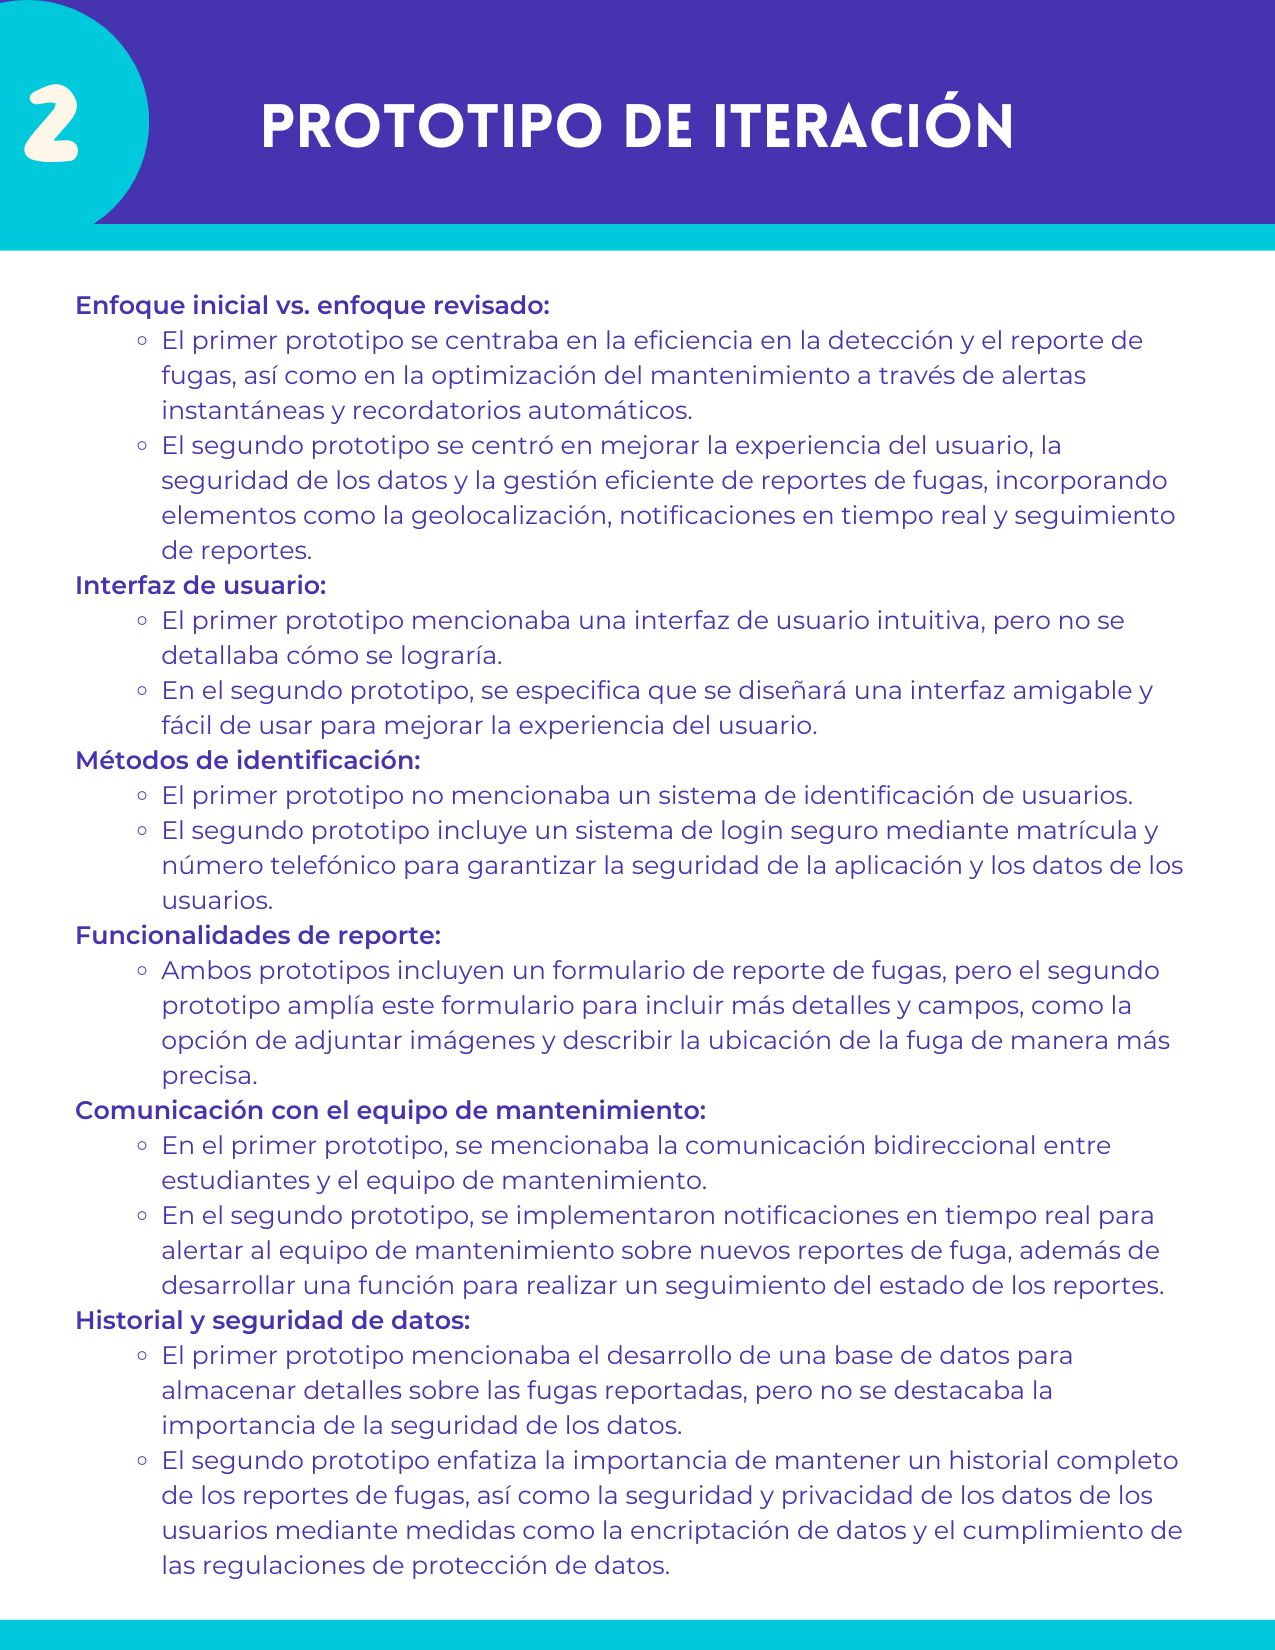 2
PROTOTIPO DE ITERACIÓN
Enfoque inicial vs. enfoque revisado:
◦ El primer prototipo se centraba en la eficiencia en la detección y el reporte de
fugas, así como en la optimización del mantenimiento a través de alertas
instantáneas y recordatorios automáticos.
◦ El segundo prototipo se centró en mejorar la experiencia del usuario, la
seguridad de los datos y la gestión eficiente de reportes de fugas, incorporando
elementos como la geolocalización, notificaciones en tiempo real y seguimiento
de reportes.
Interfaz de usuario:
◦ El primer prototipo mencionaba una interfaz de usuario intuitiva, pero no se
detallaba cómo se lograría.
◦ En el segundo prototipo, se especifica que se diseñará una interfaz amigable y
fácil de usar para mejorar la experiencia del usuario.
Métodos de identificación:
◦ El primer prototipo no mencionaba un sistema de identificación de usuarios.
◦ El segundo prototipo incluye un sistema de login seguro mediante matrícula y
número telefónico para garantizar la seguridad de la aplicación y los datos de los
usuarios.
Funcionalidades de reporte:
◦ Ambos prototipos incluyen un formulario de reporte de fugas, pero el segundo
prototipo amplía este formulario para incluir más detalles y campos, como la
opción de adjuntar imágenes y describir la ubicación de la fuga de manera más
precisa.
Comunicación con el equipo de mantenimiento:
◦ En el primer prototipo, se mencionaba la comunicación bidireccional entre
estudiantes y el equipo de mantenimiento.
◦ En el segundo prototipo, se implementaron notificaciones en tiempo real para
alertar al equipo de mantenimiento sobre nuevos reportes de fuga, además de
desarrollar una función para realizar un seguimiento del estado de los reportes.
Historial y seguridad de datos:
◦ El primer prototipo mencionaba el desarrollo de una base de datos para
almacenar detalles sobre las fugas reportadas, pero no se destacaba la
importancia de la seguridad de los datos.
◦ El segundo prototipo enfatiza la importancia de mantener un historial completo
de los reportes de fugas, así como la seguridad y privacidad de los datos de los
usuarios mediante medidas como la encriptación de datos y el cumplimiento de
las regulaciones de protección de datos.